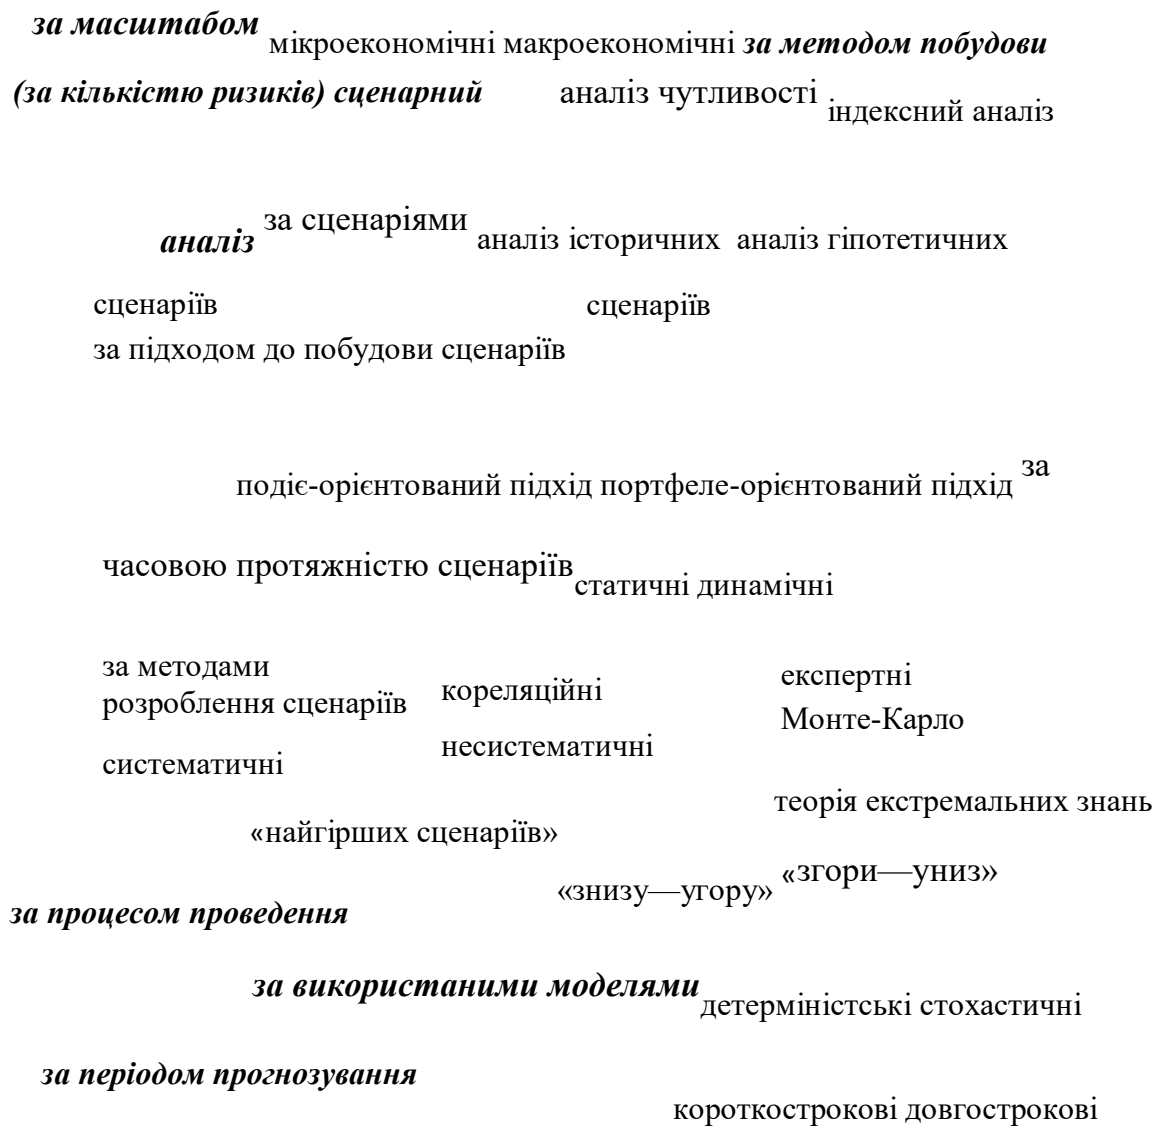 за масштабом мікроекономічні макроекономічні за методом побудови
(за кількістю ризиків) сценарний аналіз чутливості індексний аналіз
аналіз за сценаріями аналіз історичних аналіз гіпотетичних
сценаріїв сценаріїв
за підходом до побудови сценаріїв
подіє-орієнтований підхід портфеле-орієнтований підхід за
часовою протяжністю сценаріїв статичні динамічні
за методами
розроблення сценаріїв
кореляційні
експертні
Монте-Карло
систематичні
несистематичні
теорія екстремальних знань
«найгірших сценаріїв»
«знизу—угору» «згори—униз»
за процесом проведення
за використаними моделями детерміністські стохастичні
за періодом прогнозування
короткострокові довгострокові